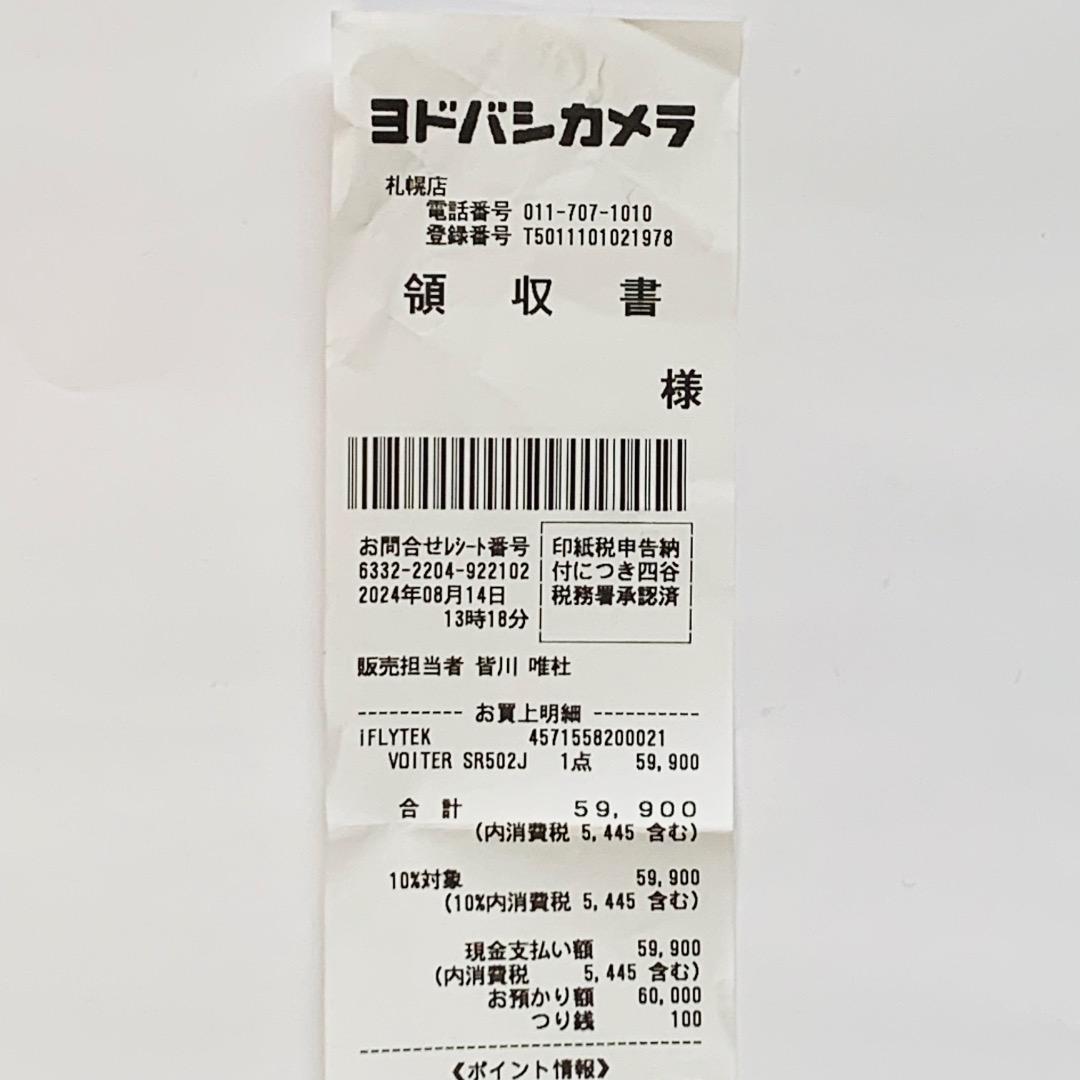 ヨドバシカメラ
札幌店
電話番号 011-707-1010
登録番号 T5011101021978
領 収 書
様
お問合せレシート番号
6332-2204-922102
2024年08月14日
13時18分
印紙税申告納
付につき四谷
税務署承認済
販売担当者 皆川 唯杜
---------- お買上明細 ----------
iFLYTEK 4571558200021
VOITER SR502J 1点 59,900
合 計 59,900
(内消費税 5,445 含む)
10%対象 59,900
(10%内消費税 5,445 含む)
現金支払い額 59,900
(内消費税 5,445 含む)
お預かり額 60,000
つり銭 100
--------------------------------
《ポイント情報》